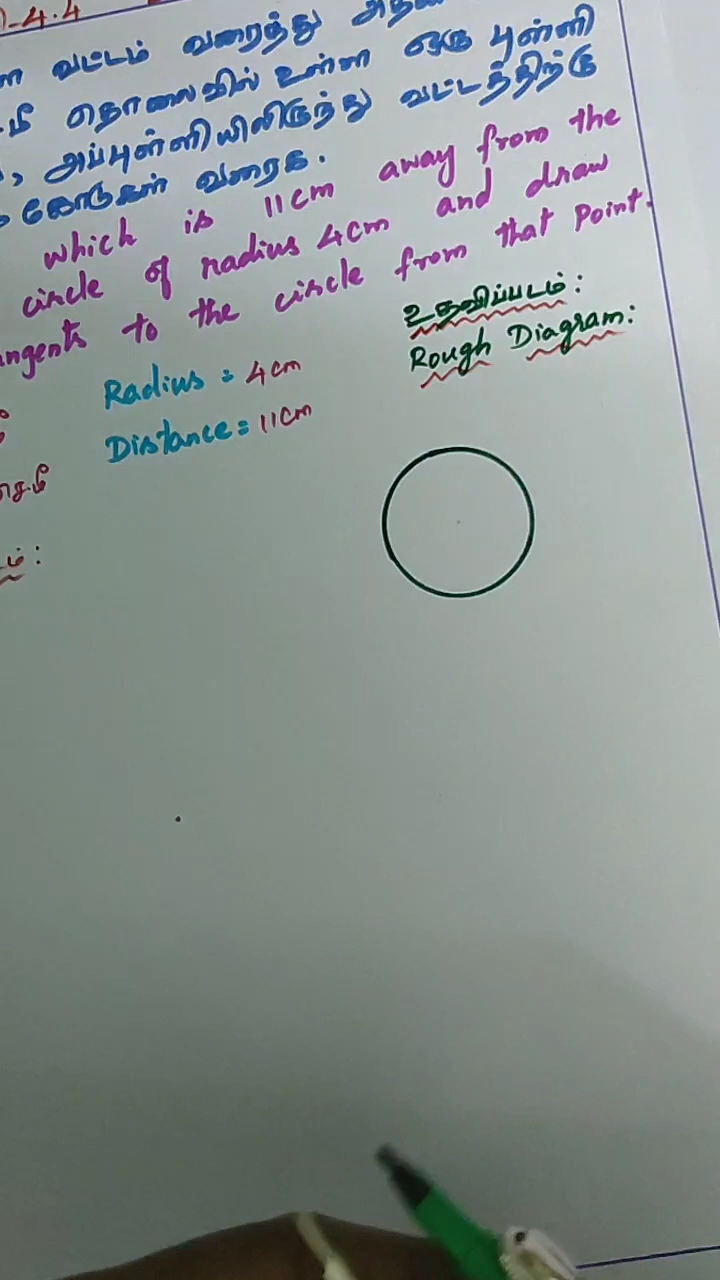 4.4
வட்டம் வரைத்து
தொலைவில் உள்ள ஒரு புள்ளி
, அப்புள்ளியிலிருந்து வட்டத்திற்கு
கோடுகள் வரைக.
which is 11cm away from the
circle of radius 4cm and draw
tangents to the circle from that Point.
உதவிப்படம்:
Rough Diagram:
Radius = 4cm
Distance = 11cm